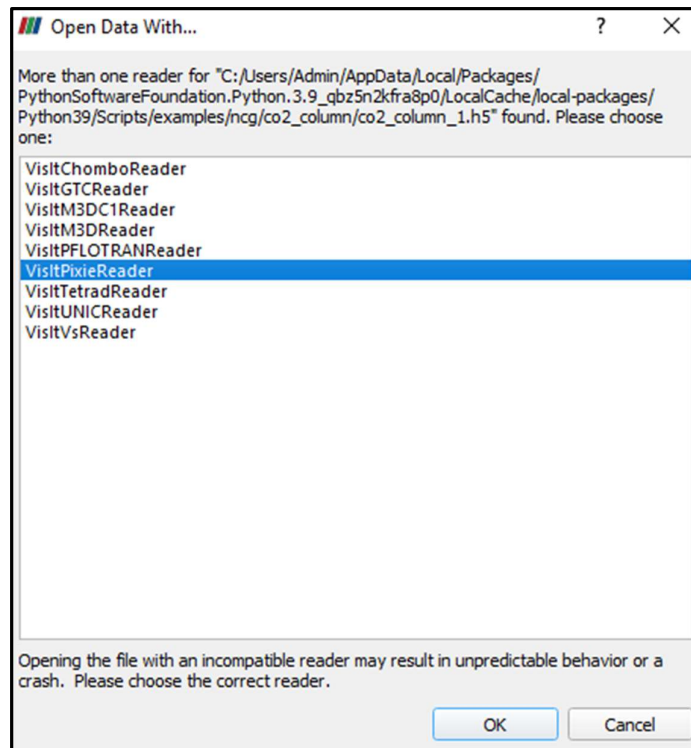 Open Data With...
?
More than one reader for "C:/Users/Admin/AppData/Local/Packages/
PythonSoftwareFoundation.Python.3.9_qbz5n2kfra8p0/LocalCache/local-packages/
Python39/Scripts/examples/ncg/co2_column/co2_column_1.h5" found. Please choose
one:
VisItChomboReader
VisItGTCReader
VisItM3DC1Reader
VisItM3DReader
VisItPFLOTRANReader
VisItPixieReader
VisItTetradReader
VisItUNICReader
VisItVsReader
Opening the file with an incompatible reader may result in unpredictable behavior or a
crash. Please choose the correct reader.
OK
Cancel